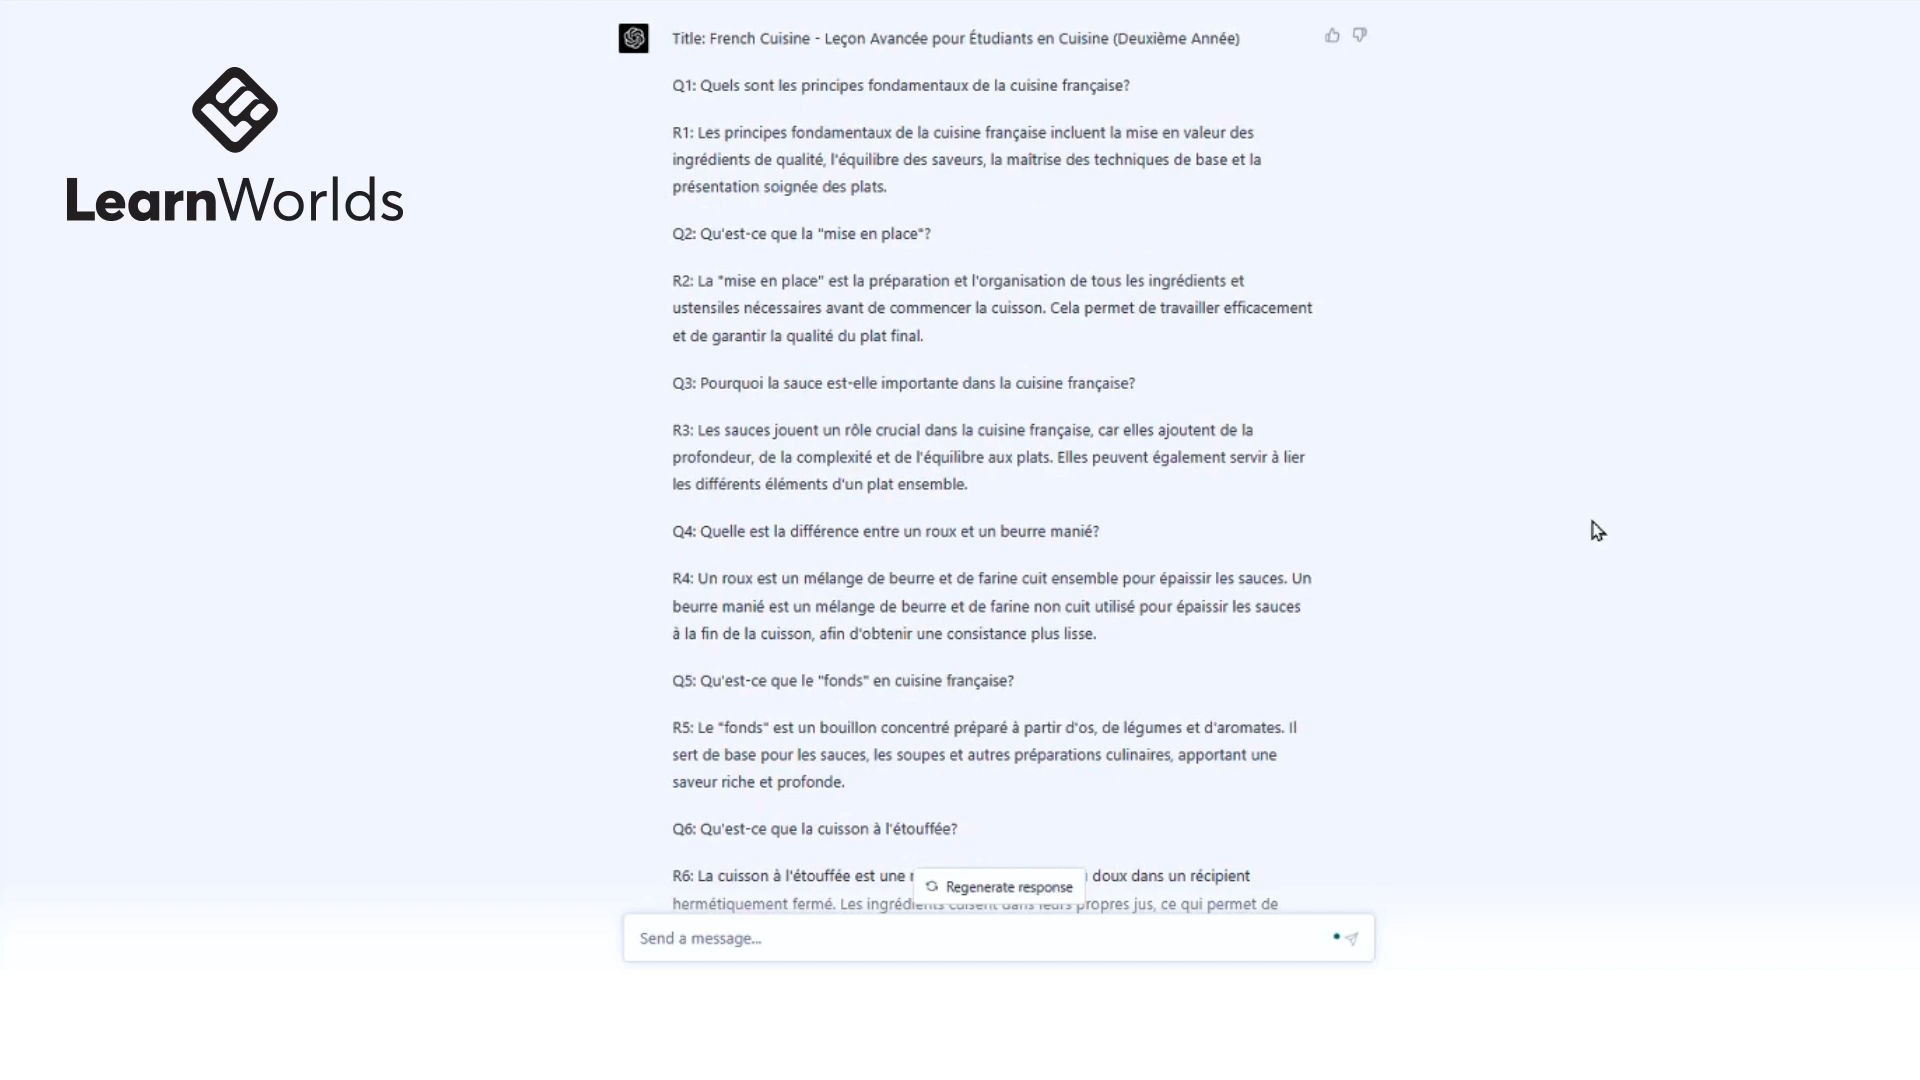 LearnWorlds
Title: French Cuisine - Leçon Avancée pour Étudiants en Cuisine (Deuxième Année)
Q1: Quels sont les principes fondamentaux de la cuisine française?
R1: Les principes fondamentaux de la cuisine française incluent la mise en valeur des
ingrédients de qualité, l'équilibre des saveurs, la maîtrise des techniques de base et la
présentation soignée des plats.
Q2: Qu'est-ce que la "mise en place"?
R2: La "mise en place" est la préparation et l'organisation de tous les ingrédients et
ustensiles nécessaires avant de commencer la cuisson. Cela permet de travailler efficacement
et de garantir la qualité du plat final.
Q3: Pourquoi la sauce est-elle importante dans la cuisine française?
R3: Les sauces jouent un rôle crucial dans la cuisine française, car elles ajoutent de la
profondeur, de la complexité et de l'équilibre aux plats. Elles peuvent également servir à lier
les différents éléments d'un plat ensemble.
Q4: Quelle est la différence entre un roux et un beurre manié?
R4: Un roux est un mélange de beurre et de farine cuit ensemble pour épaissir les sauces. Un
beurre manié est un mélange de beurre et de farine non cuit utilisé pour épaissir les sauces
à la fin de la cuisson, afin d'obtenir une consistance plus lisse.
Q5: Qu'est-ce que le "fonds" en cuisine française?
R5: Le "fonds" est un bouillon concentré préparé à partir d'os, de légumes et d'aromates. Il
sert de base pour les sauces, les soupes et autres préparations culinaires, apportant une
saveur riche et profonde.
Q6: Qu'est-ce que la cuisson à l'étouffée?
R6: La cuisson à l'étouffée est une doux dans un récipient
Regenerate response
hermétiquement fermé. Les ingrédients cuisent dans leurs propres jus, ce qui permet de
Send a message...